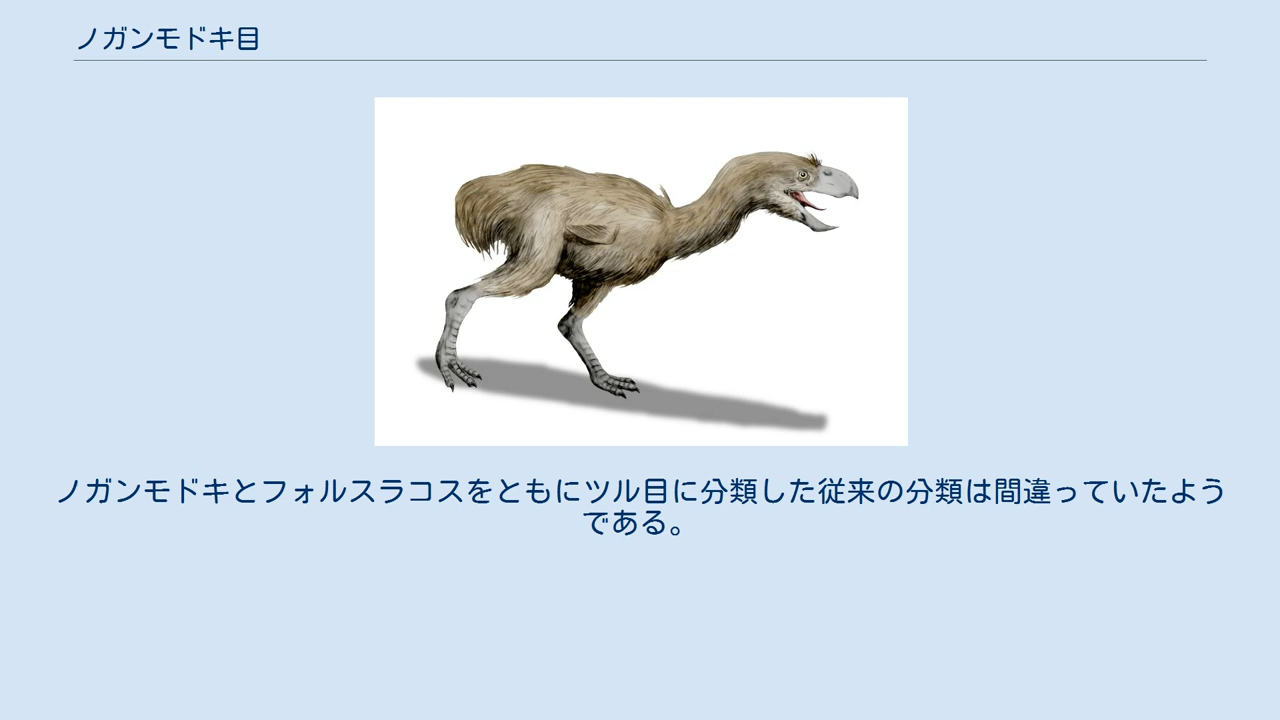 ノガンモドキ目
ノガンモドキとフォルスラコスをともにツル目に分類した従来の分類は間違っていたよう
である。